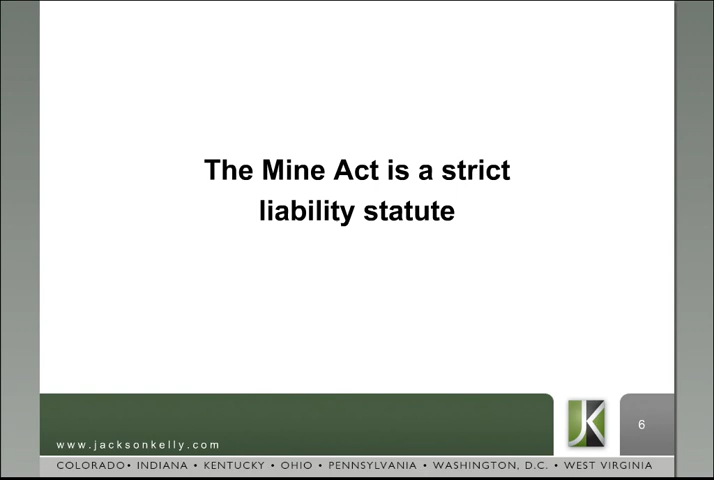 The Mine Act is a strict
liability statute
JK
6
www.jacksonkelly.com
COLORADO • INDIANA • KENTUCKY • OHIO • PENNSYLVANIA • WASHINGTON, D.C. • WEST VIRGINIA